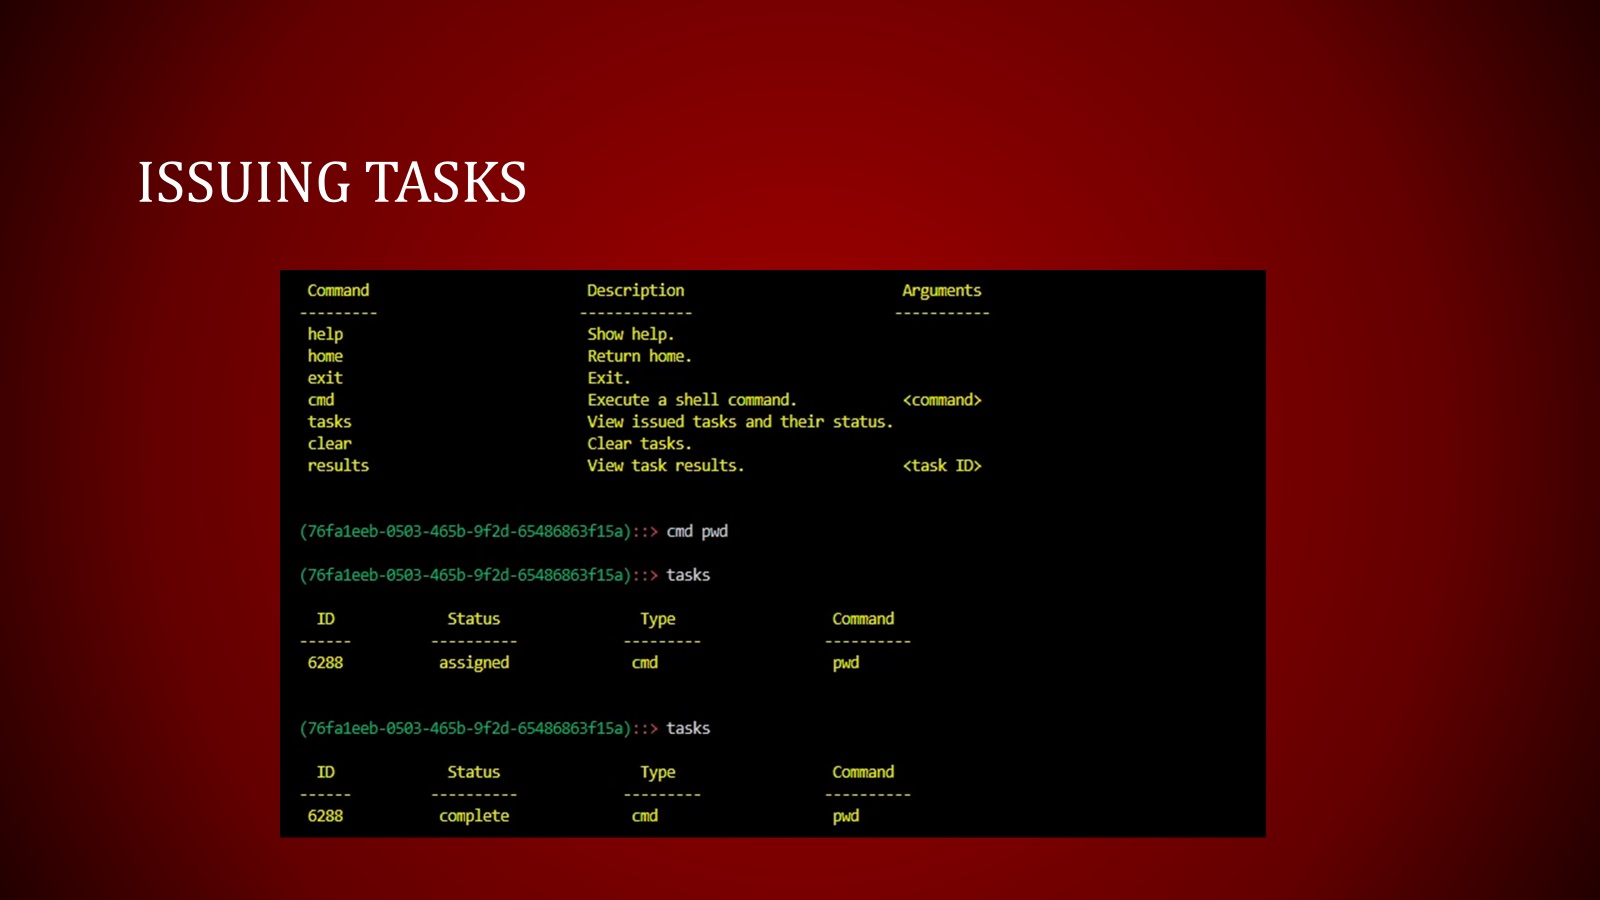 ISSUING TASKS
Command Description Arguments
--------- ------------- -----------
help Show help.
home Return home.
exit Exit.
cmd Execute a shell command. <command>
tasks View issued tasks and their status.
clear Clear tasks.
results View task results. <task ID>
(76fa1eeb-0503-465b-9f2d-65486863f15a)::> cmd pwd
(76fa1eeb-0503-465b-9f2d-65486863f15a)::> tasks
ID Status Type Command
------ ---------- --------- ----------
6288 assigned cmd pwd
(76fa1eeb-0503-465b-9f2d-65486863f15a)::> tasks
ID Status Type Command
------ ---------- --------- ----------
6288 complete cmd pwd